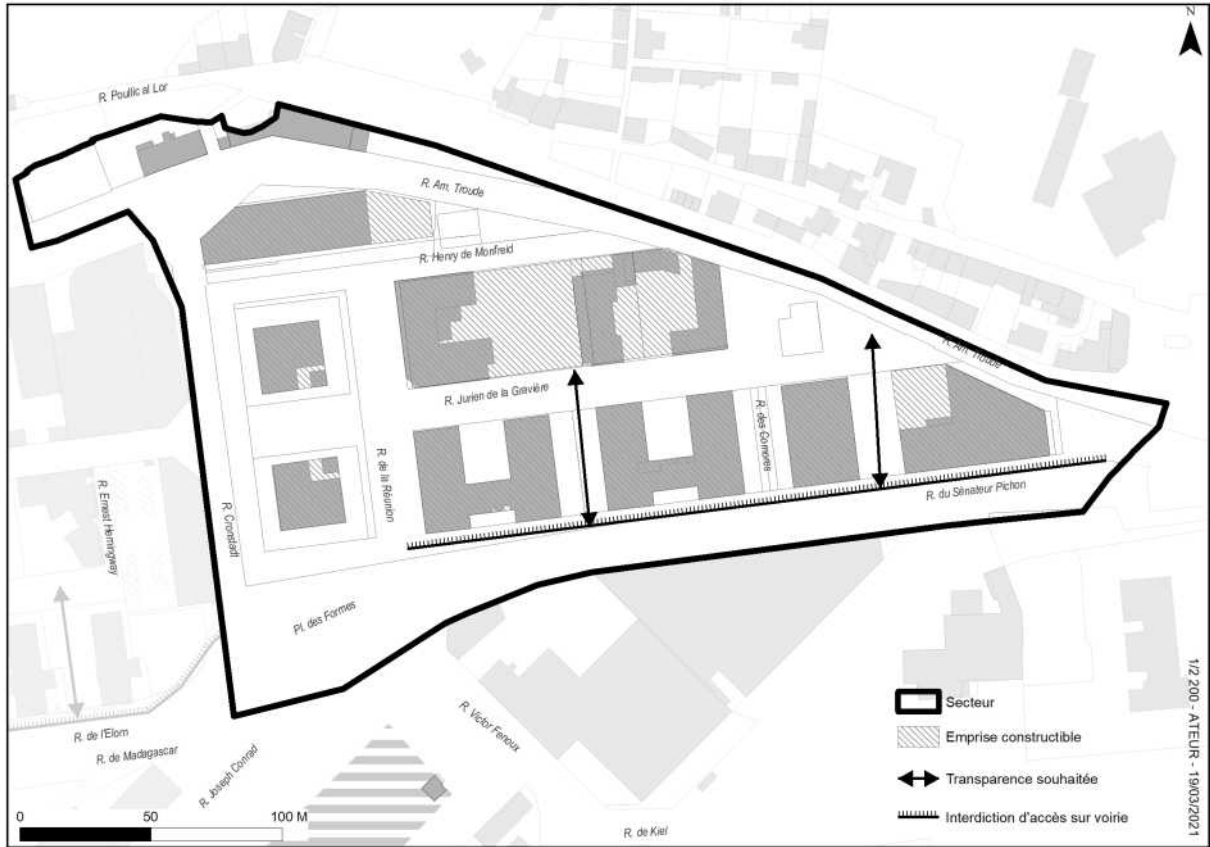 N
R. Poullic al Lor
R. Am. Troude
R. Henry de Monfreid
R. Am. Troude
R. Jurien de la Gravière
R. des Comores
R. de la Réunion
R. Cronstadt
R. Ernest Hemingway
R. du Sénateur Pichon
Pl. des Formes
R. Victor Fenoux
R. de l'Elorn
R. de Madagascar
R. Joseph Conrad
R. de Kiel
0 50 100 M
Secteur
Emprise constructible
Transparence souhaitée
Interdiction d'accès sur voirie
1/2 200 - ATEUR - 19/03/2021